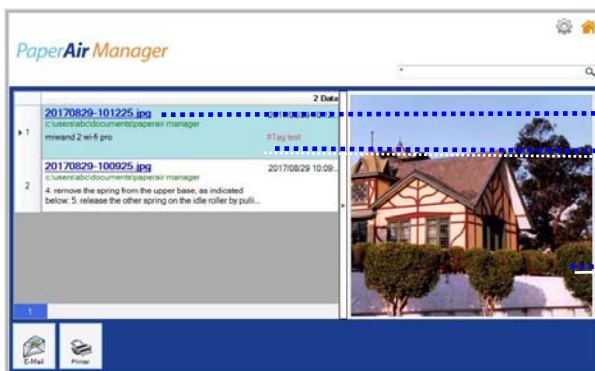 PaperAir Manager
2 Data
1
20170829-101225.jpg
c:\users\abc\documents\paperair manager
miwand 2 wi-fi pro
#Tag test
2
20170829-100925.jpg
2017/08/29 10:09:..
c:\users\abc\documents\paperair manager
4. remove the spring from the upper base, as indicated
below: 5. release the other spring on the idle roller by pulli...
1
E-Mail
Printer